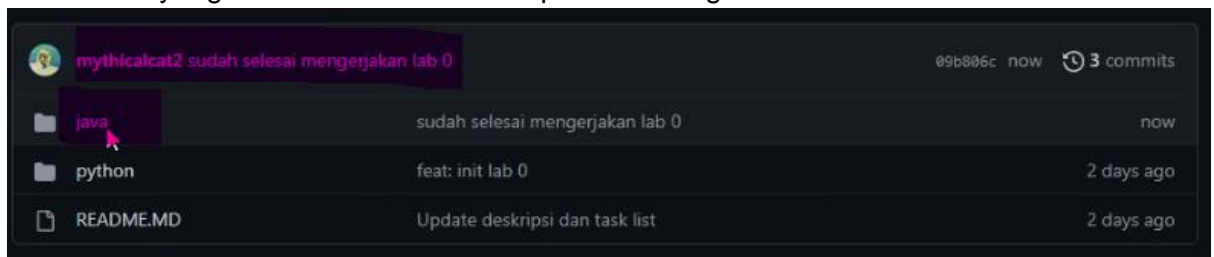 mythicalcat2 sudah selesai mengerjakan lab 0 09b806c now 3 commits
java sudah selesai mengerjakan lab 0 now
python feat: init lab 0 2 days ago
README.MD Update deskripsi dan task list 2 days ago